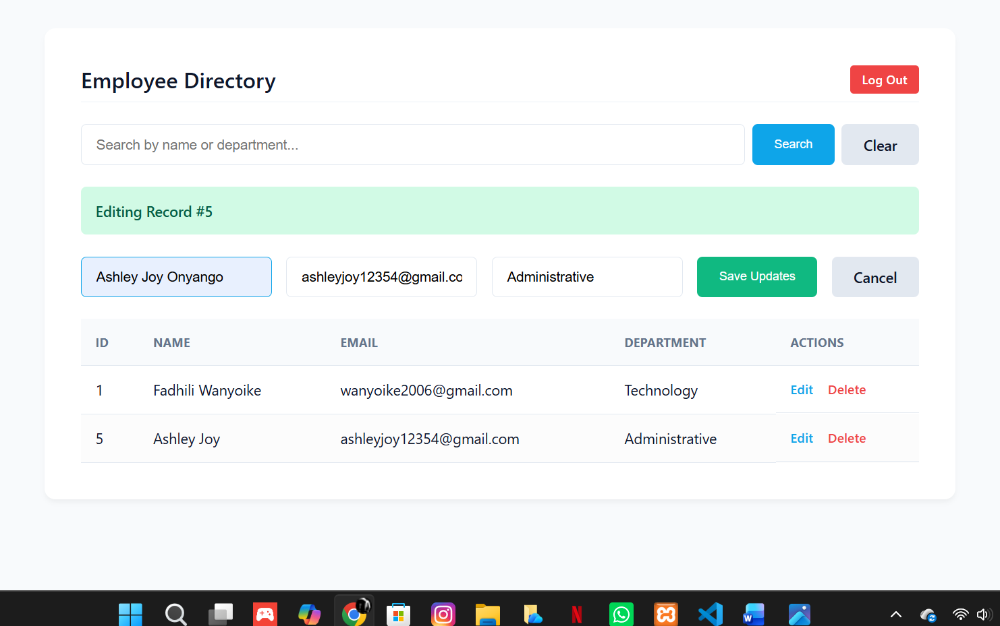 Employee Directory
Log Out
Search by name or department...
Search
Clear
Editing Record #5
Ashley Joy Onyango
ashleyjoy12354@gmail.co
Administrative
Save Updates
Cancel
ID NAME EMAIL DEPARTMENT ACTIONS
1 Fadhili Wanyoike wanyoike2006@gmail.com Technology Edit Delete
5 Ashley Joy ashleyjoy12354@gmail.com Administrative Edit Delete